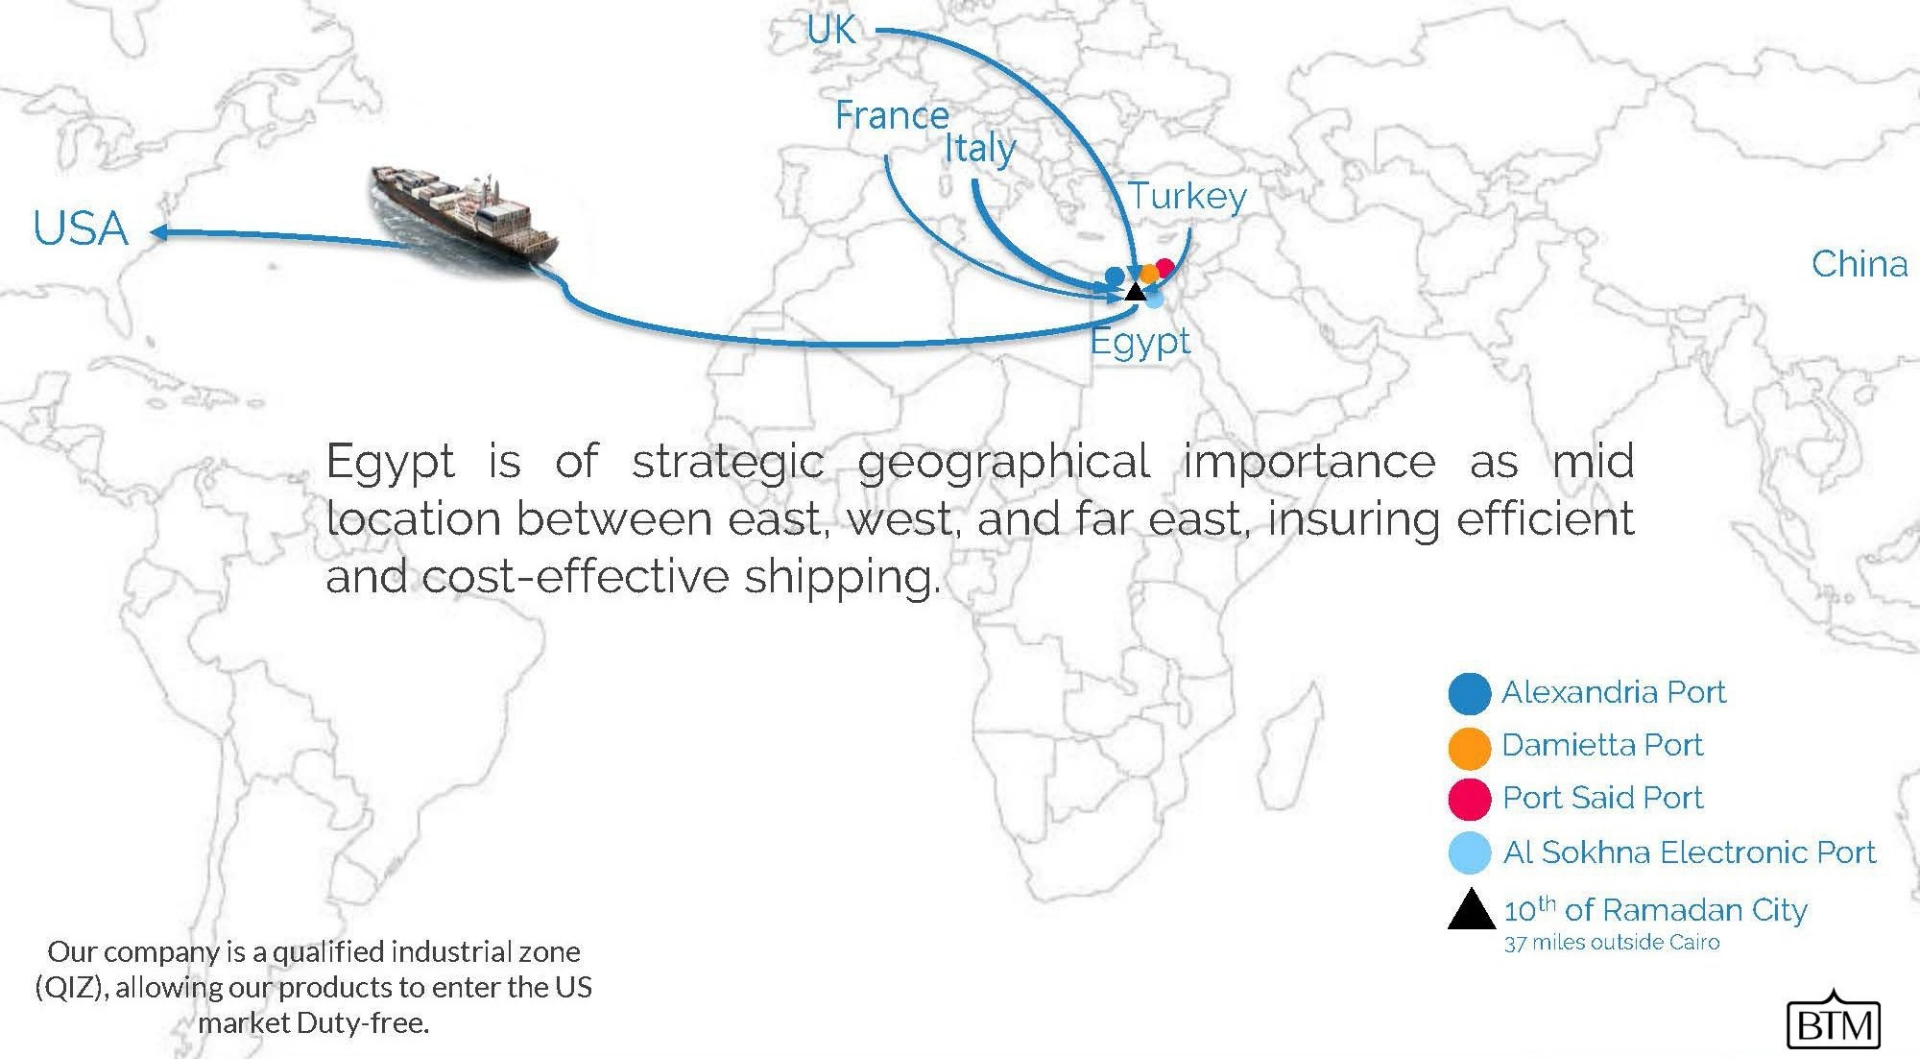 UK
France
Italy
Turkey
USA
China
Egypt
Egypt is of strategic geographical importance as mid
location between east, west, and far east, insuring efficient
and cost-effective shipping.
Alexandria Port
Damietta Port
Port Said Port
Al Sokhna Electronic Port
10th of Ramadan City
37 miles outside Cairo
Our company is a qualified industrial zone
(QIZ), allowing our products to enter the US
market Duty-free.
BTM